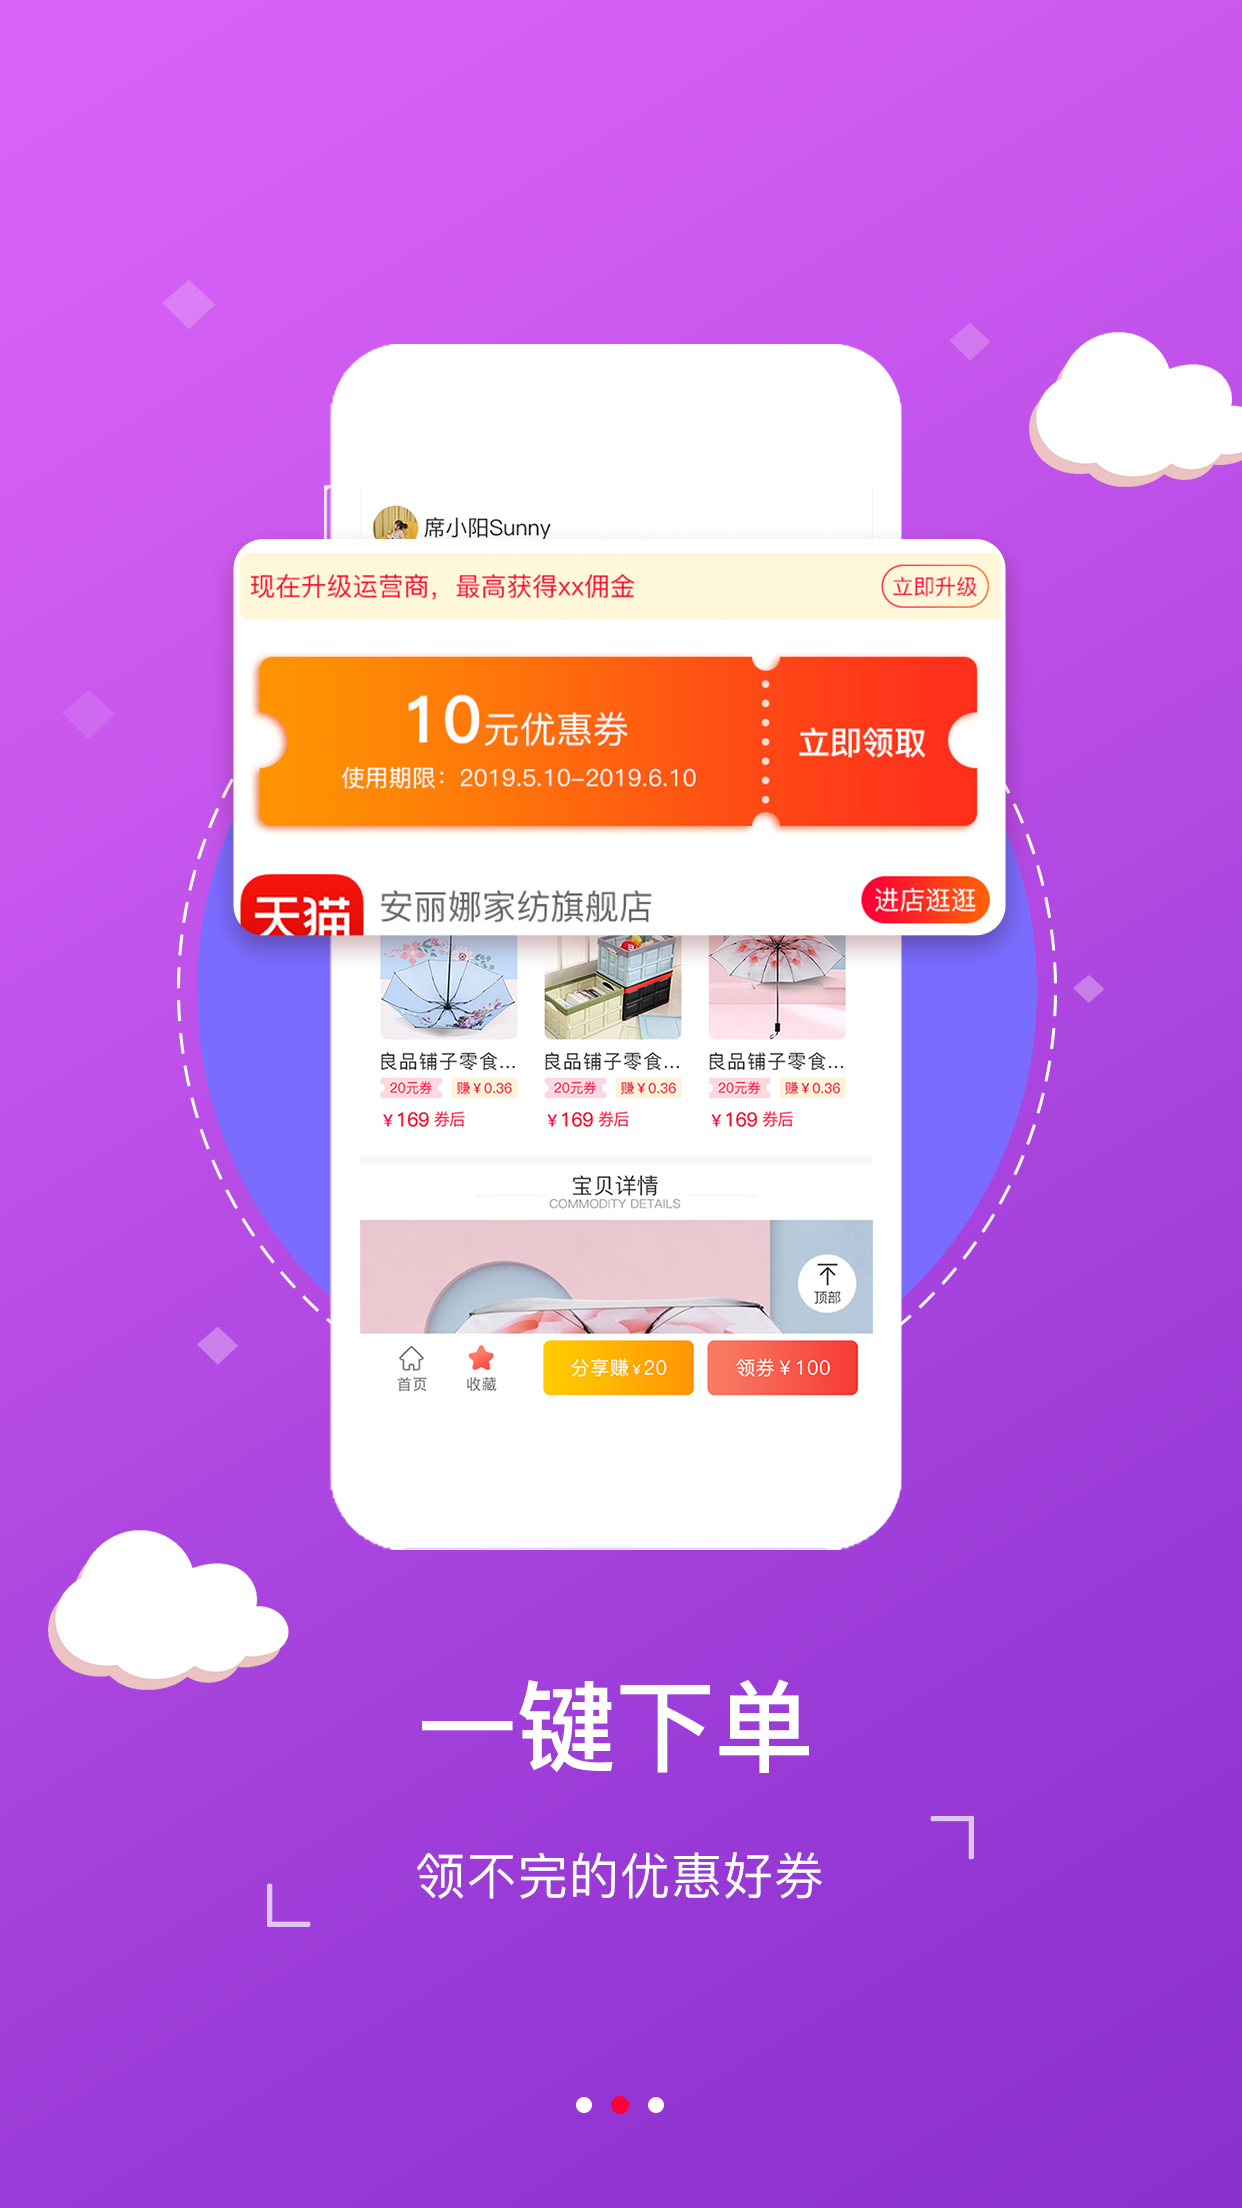 席小阳Sunny
现在升级运营商，最高获得xx佣金
立即升级
10元优惠券
使用期限：2019.5.10-2019.6.10
立即领取
天猫
安丽娜家纺旗舰店
进店逛逛
良品铺子零食... 良品铺子零食... 良品铺子零食...
20元券 赚¥0.36 20元券 赚¥0.36 20元券 赚¥0.36
¥169 券后 ¥169 券后 ¥169 券后
宝贝详情
COMMODITY DETAILS
顶部
首页 收藏 分享赚¥20 领券¥100
一键下单
领不完的优惠好券